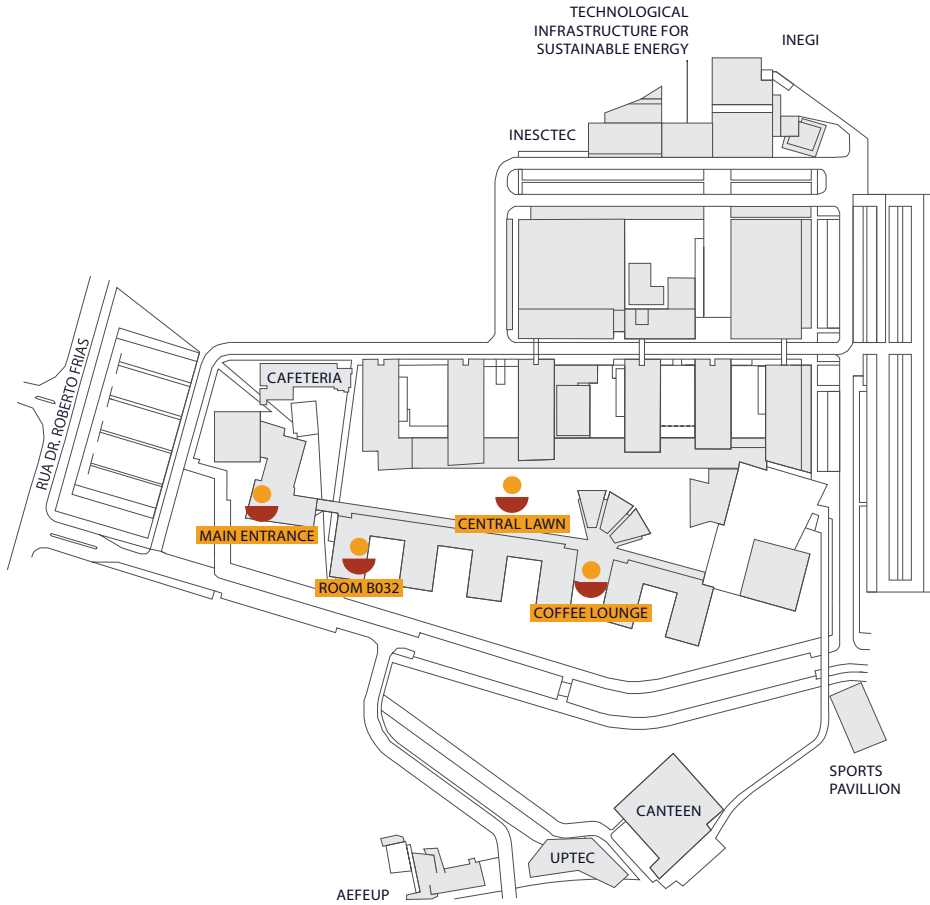 TECHNOLOGICAL
INFRASTRUCTURE FOR
SUSTAINABLE ENERGY
INEGI
INESCTEC
RUA DR. ROBERTO FRIAS
CAFETERIA
MAIN ENTRANCE
CENTRAL LAWN
ROOM B032
COFFEE LOUNGE
SPORTS
PAVILLION
CANTEEN
UPTEC
AEFEUP